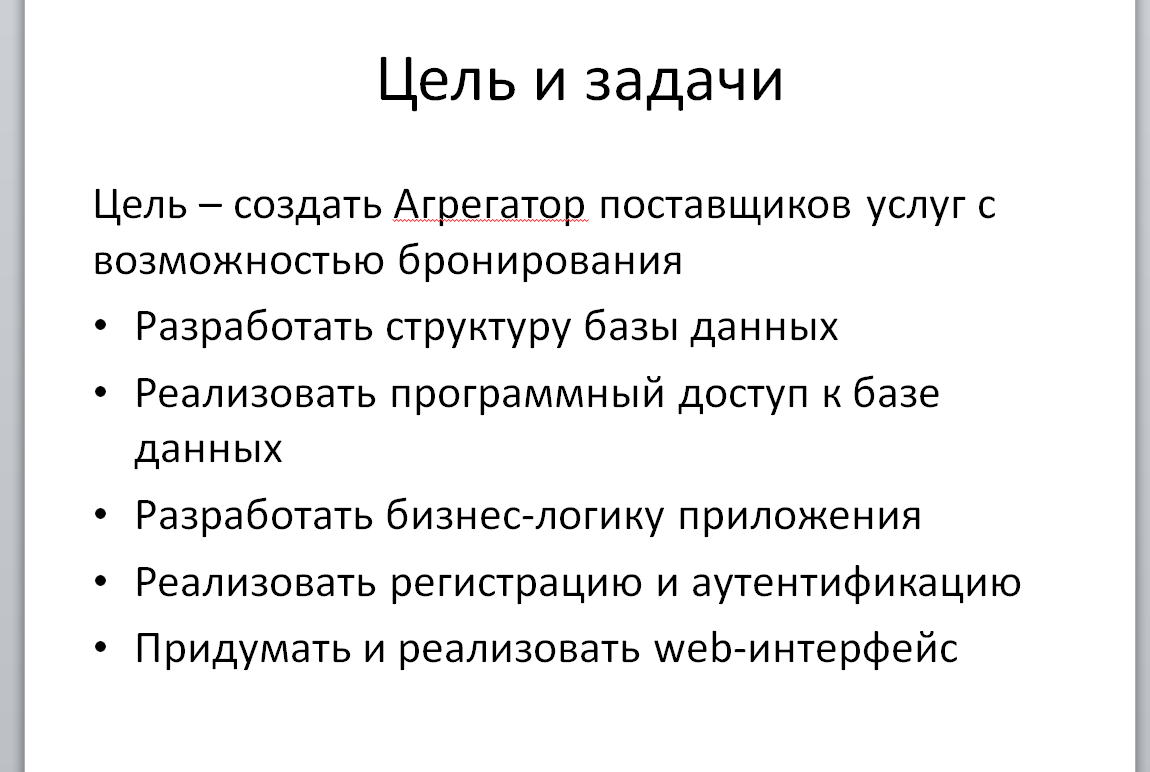 Цель и задачи
Цель – создать Агрегатор поставщиков услуг с
возможностью бронирования
• Разработать структуру базы данных
• Реализовать программный доступ к базе
данных
• Разработать бизнес-логику приложения
• Реализовать регистрацию и аутентификацию
• Придумать и реализовать web-интерфейс